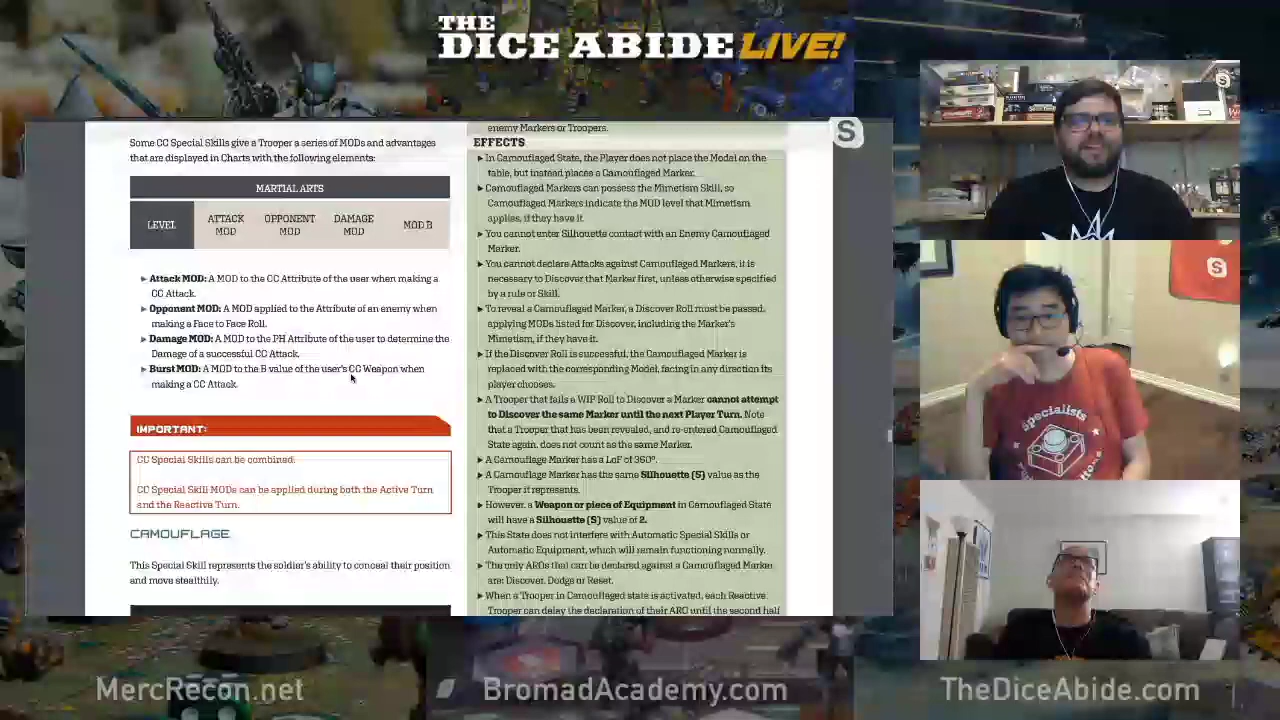 THE
DICE ABIDE LIVE!
Some CC Special Skills give a Trooper a series of MODs and advantages
that are displayed in Charts with the following elements:
MARTIAL ARTS
LEVEL
ATTACK
MOD
OPPONENT
MOD
DAMAGE
MOD
MOD B
▶ Attack MOD: A MOD to the CC Attribute of the user when making a
CC Attack.
▶ Opponent MOD: A MOD applied to the Attribute of an enemy when
making a Face to Face Roll.
▶ Damage MOD: A MOD to the PH Attribute of the user to determine the
Damage of a successful CC Attack.
▶ Burst MOD: A MOD to the B value of the user's CC Weapon when
making a CC Attack.
IMPORTANT:
CC Special Skills can be combined.
CC Special Skill MODs can be applied during both the Active Turn
and the Reactive Turn.
CAMOUFLAGE
This Special Skill represents the soldier's ability to conceal their position
and move stealthily.
enemy Markers or Troopers.
EFFECTS
▶ In Camouflaged State, the Player does not place the Model on the
table, but instead places a Camouflaged Marker.
▶ Camouflaged Markers can possess the Mimetism Skill, so
Camouflaged Markers indicate the MOD level that Mimetism
applies, if they have it.
▶ You cannot enter Silhouette contact with an Enemy Camouflaged
Marker.
▶ You cannot declare Attacks against Camouflaged Markers, it is
necessary to Discover that Marker first, unless otherwise specified
by a rule or Skill.
▶ To reveal a Camouflaged Marker, a Discover Roll must be passed,
applying MODs listed for Discover, including the Marker's
Mimetism, if they have it.
▶ If the Discover Roll is successful, the Camouflaged Marker is
replaced with the corresponding Model, facing in any direction its
player chooses.
▶ A Trooper that fails a WIP Roll to Discover a Marker cannot attempt
to Discover the same Marker until the next Player Turn. Note
that a Trooper that has been revealed, and re-entered Camouflaged
State again, does not count as the same Marker.
▶ A Camouflage Marker has a LoF of 360º.
▶ A Camouflage Marker has the same Silhouette (S) value as the
Trooper it represents.
▶ However, a Weapon or piece of Equipment in Camouflaged State
will have a Silhouette (S) value of 2.
▶ This State does not interfere with Automatic Special Skills or
Automatic Equipment, which will remain functioning normally.
▶ The only AROs that can be declared against a Camouflaged Marker
are: Discover, Dodge or Reset.
▶ When a Trooper in Camouflaged state is activated, each Reactive
Trooper can delay the declaration of their ARO until the second half
S
S
S
specialists
MercRecon.net
BromadAcademy.com
TheDiceAbide.com